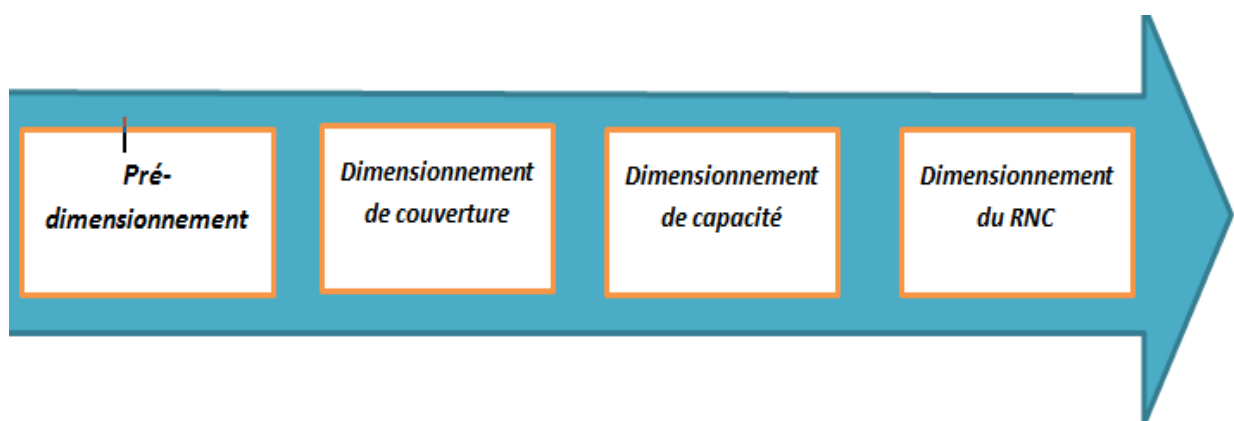 Pré-
dimensionnement
Dimensionnement
de couverture
Dimensionnement
de capacité
Dimensionnement
du RNC